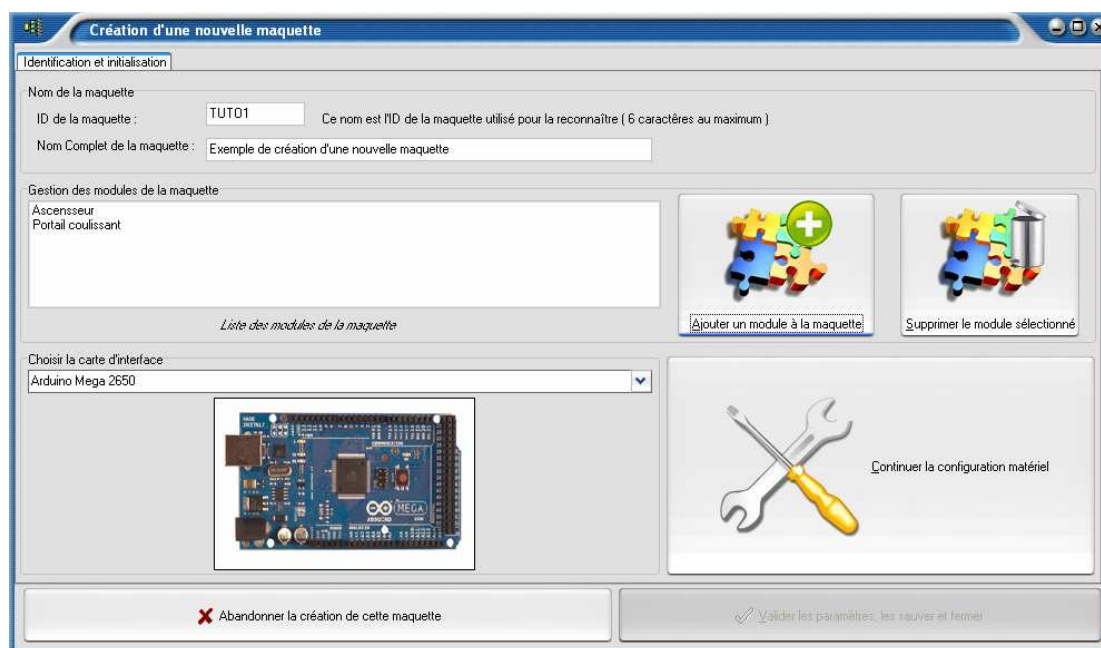 Création d'une nouvelle maquette
Identification et initialisation
Nom de la maquette
ID de la maquette :
TUTO1
Ce nom est l'ID de la maquette utilisé pour la reconnaître ( 6 caractères au maximum )
Nom Complet de la maquette :
Exemple de création d'une nouvelle maquette
Gestion des modules de la maquette
Ascensseur
Portail coulissant
Liste des modules de la maquette
Ajouter un module à la maquette
Supprimer le module sélectionné
Choisir la carte d'interface
Arduino Mega 2650
MEGA
ARDUINO
Continuer la configuration matériel
Abandonner la création de cette maquette
Valider les paramètres, les sauver et fermer